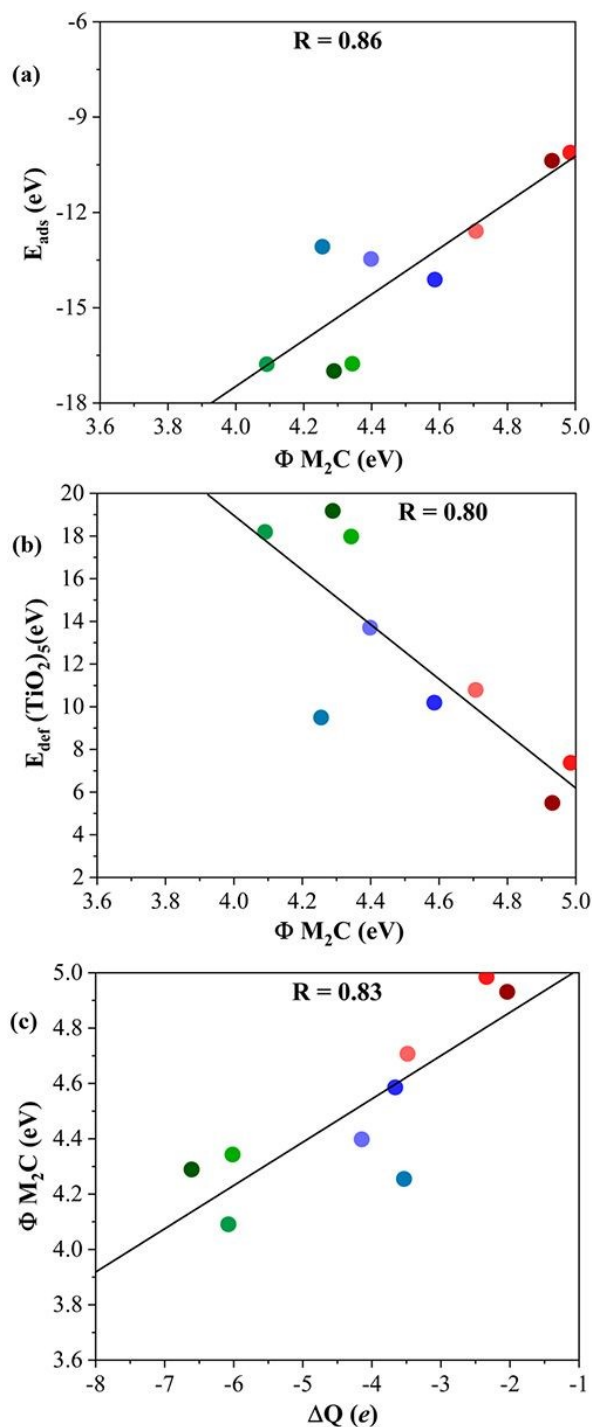 (a)
R = 0.86
E_ads (eV)
-6
-9
-12
-15
-18
3.6 3.8 4.0 4.2 4.4 4.6 4.8 5.0
Φ M₂C (eV)
(b)
R = 0.80
E_def (TiO₂)₅(eV)
20
18
16
14
12
10
8
6
4
2
3.6 3.8 4.0 4.2 4.4 4.6 4.8 5.0
Φ M₂C (eV)
(c)
R = 0.83
Φ M₂C (eV)
5.0
4.8
4.6
4.4
4.2
4.0
3.8
3.6
-8 -7 -6 -5 -4 -3 -2 -1
ΔQ (e)